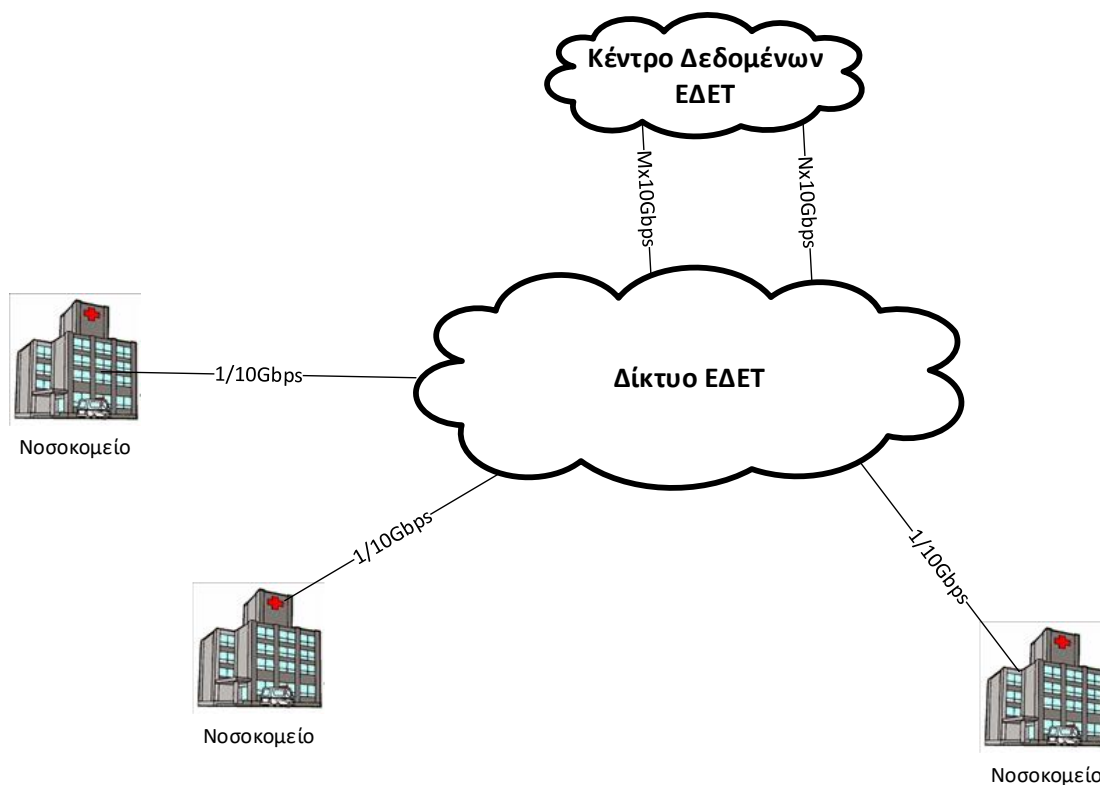 Κέντρο Δεδομένων
ΕΔΕΤ
Mx10Gbps
Nx10Gbps
Δίκτυο ΕΔΕΤ
1/10Gbps
Νοσοκομείο
1/10Gbps
1/10Gbps
Νοσοκομείο
Νοσοκομείο